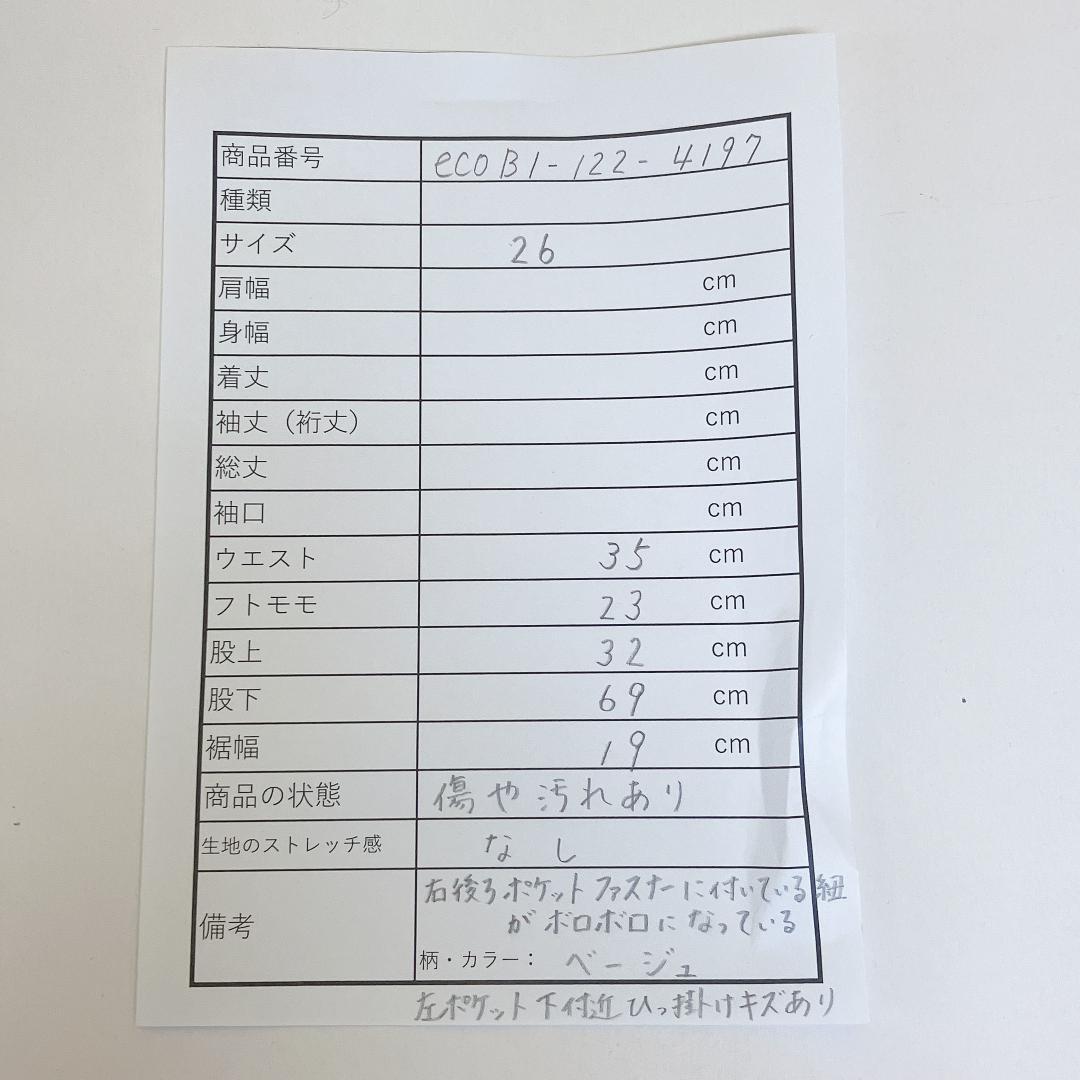 商品番号 ecoB1-122-4197
種類
サイズ 26
肩幅 cm
身幅 cm
着丈 cm
袖丈（裄丈） cm
総丈 cm
袖口 cm
ウエスト 35 cm
フトモモ 23 cm
股上 32 cm
股下 69 cm
裾幅 19 cm
商品の状態 傷や汚れあり
生地のストレッチ感 なし
備考 右後ろポケットファスナーに付いている紐
がボロボロになっている
柄・カラー： ベージュ
左ポケット下付近ひっ掛けキズあり